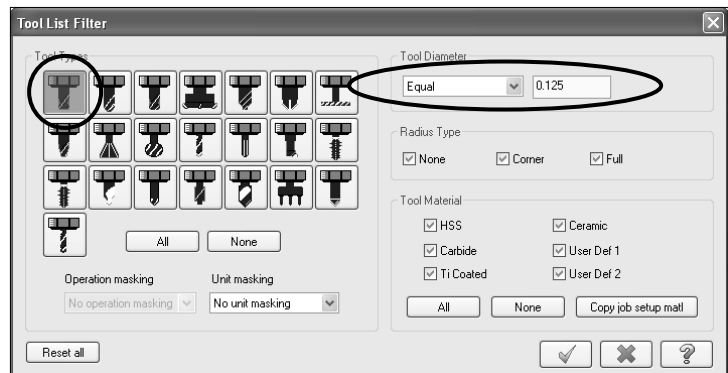 Tool List Filter
Tool Types
All
None
Operation masking
Unit masking
No operation masking
No unit masking
Reset all
Tool Diameter
Equal
0.125
Radius Type
None
Corner
Full
Tool Material
HSS
Ceramic
Carbide
User Def 1
Ti Coated
User Def 2
All
None
Copy job setup matl
?